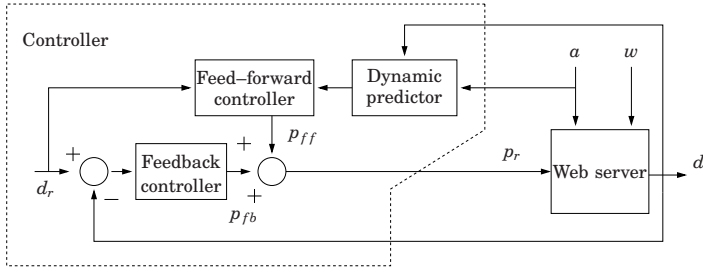 Controller
Feed–forward
controller
Dynamic
predictor
a
w
p_ff
+
+
d_r
−
Feedback
controller
+
p_fb
p_r
Web server
d